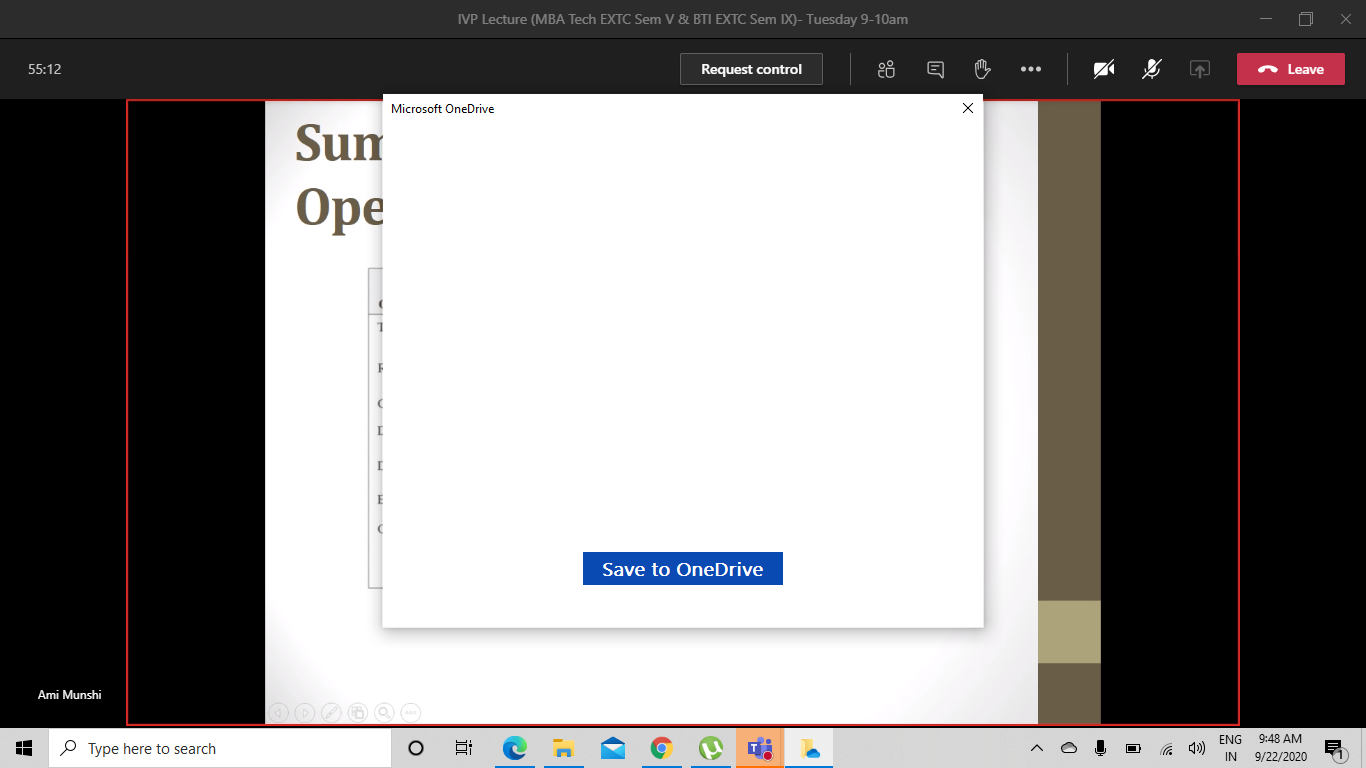 IVP Lecture (MBA Tech EXTC Sem V & BTI EXTC Sem IX)- Tuesday 9-10am
55:12
Request control
Leave
Microsoft OneDrive
Sum
Ope
T
R
C
D
D
E
C
Save to OneDrive
Ami Munshi
Type here to search
ENG
IN
9:48 AM
9/22/2020
1